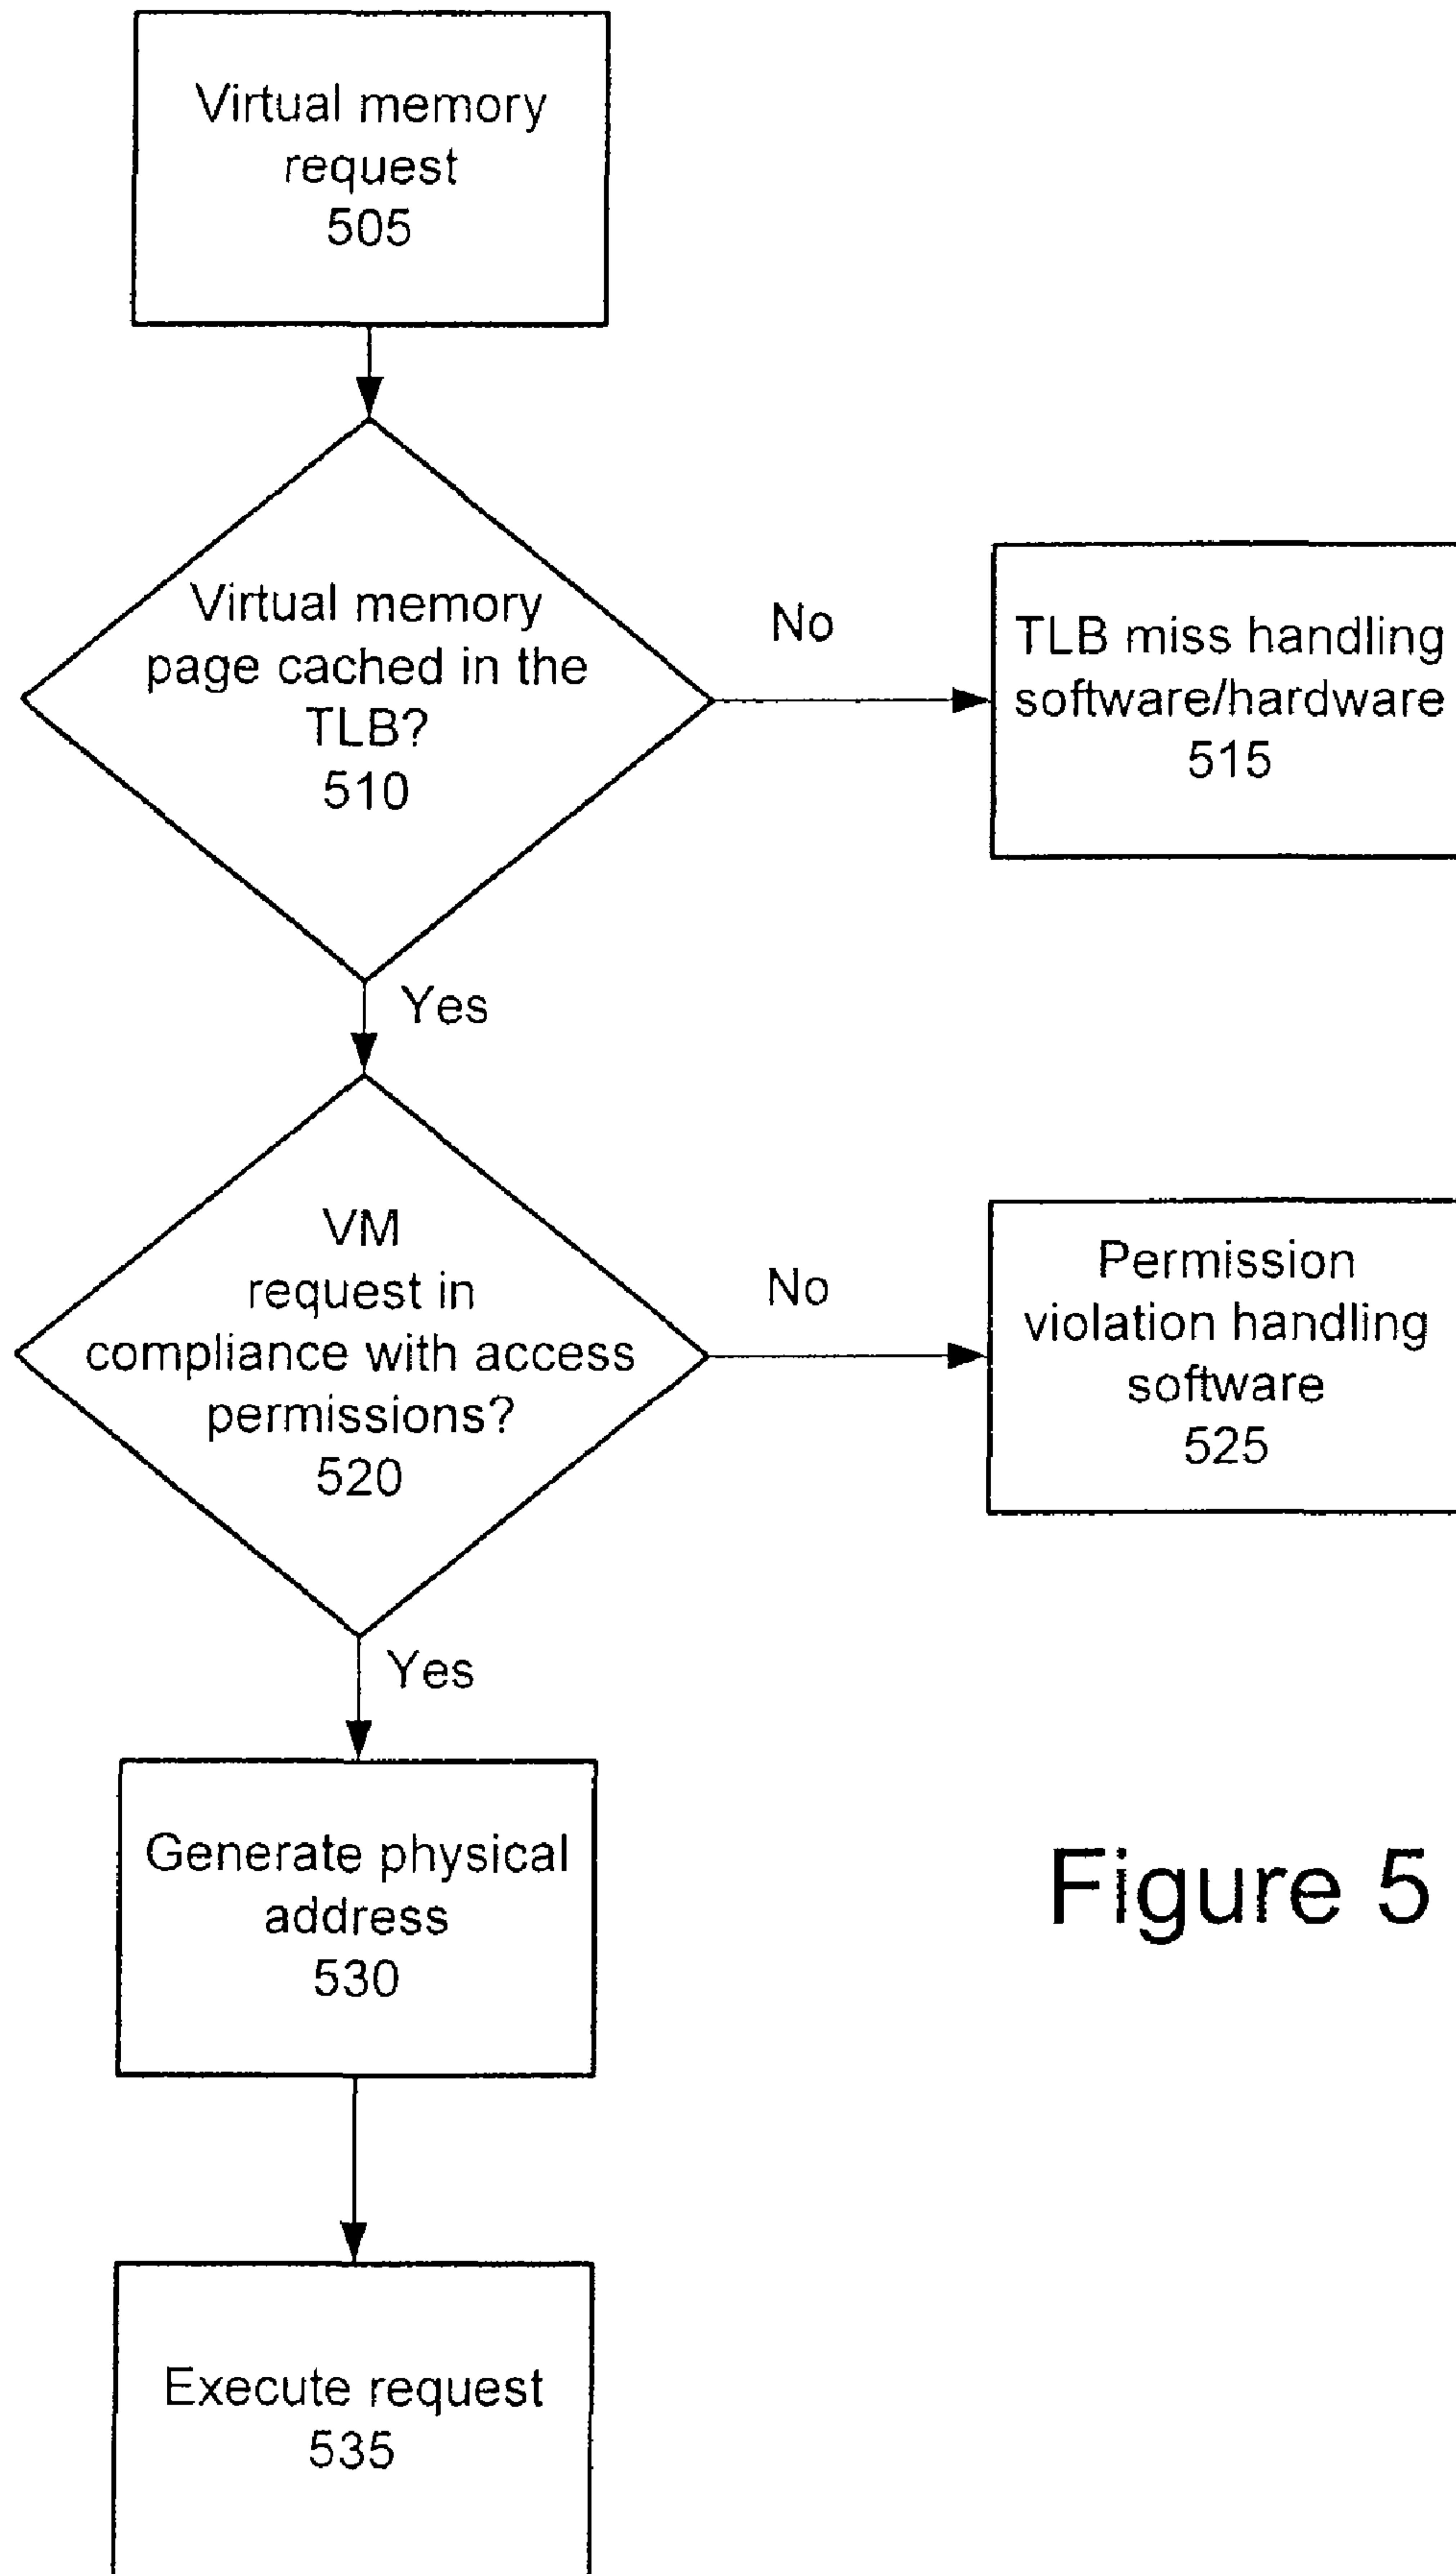 Virtual memory
request
505
Virtual memory
page cached in the
TLB?
510
No
TLB miss handling
software/hardware
515
Yes
VM
request in
compliance with access
permissions?
520
No
Permission
violation handling
software
525
Yes
Generate physical
address
530
Figure 5
Execute request
535